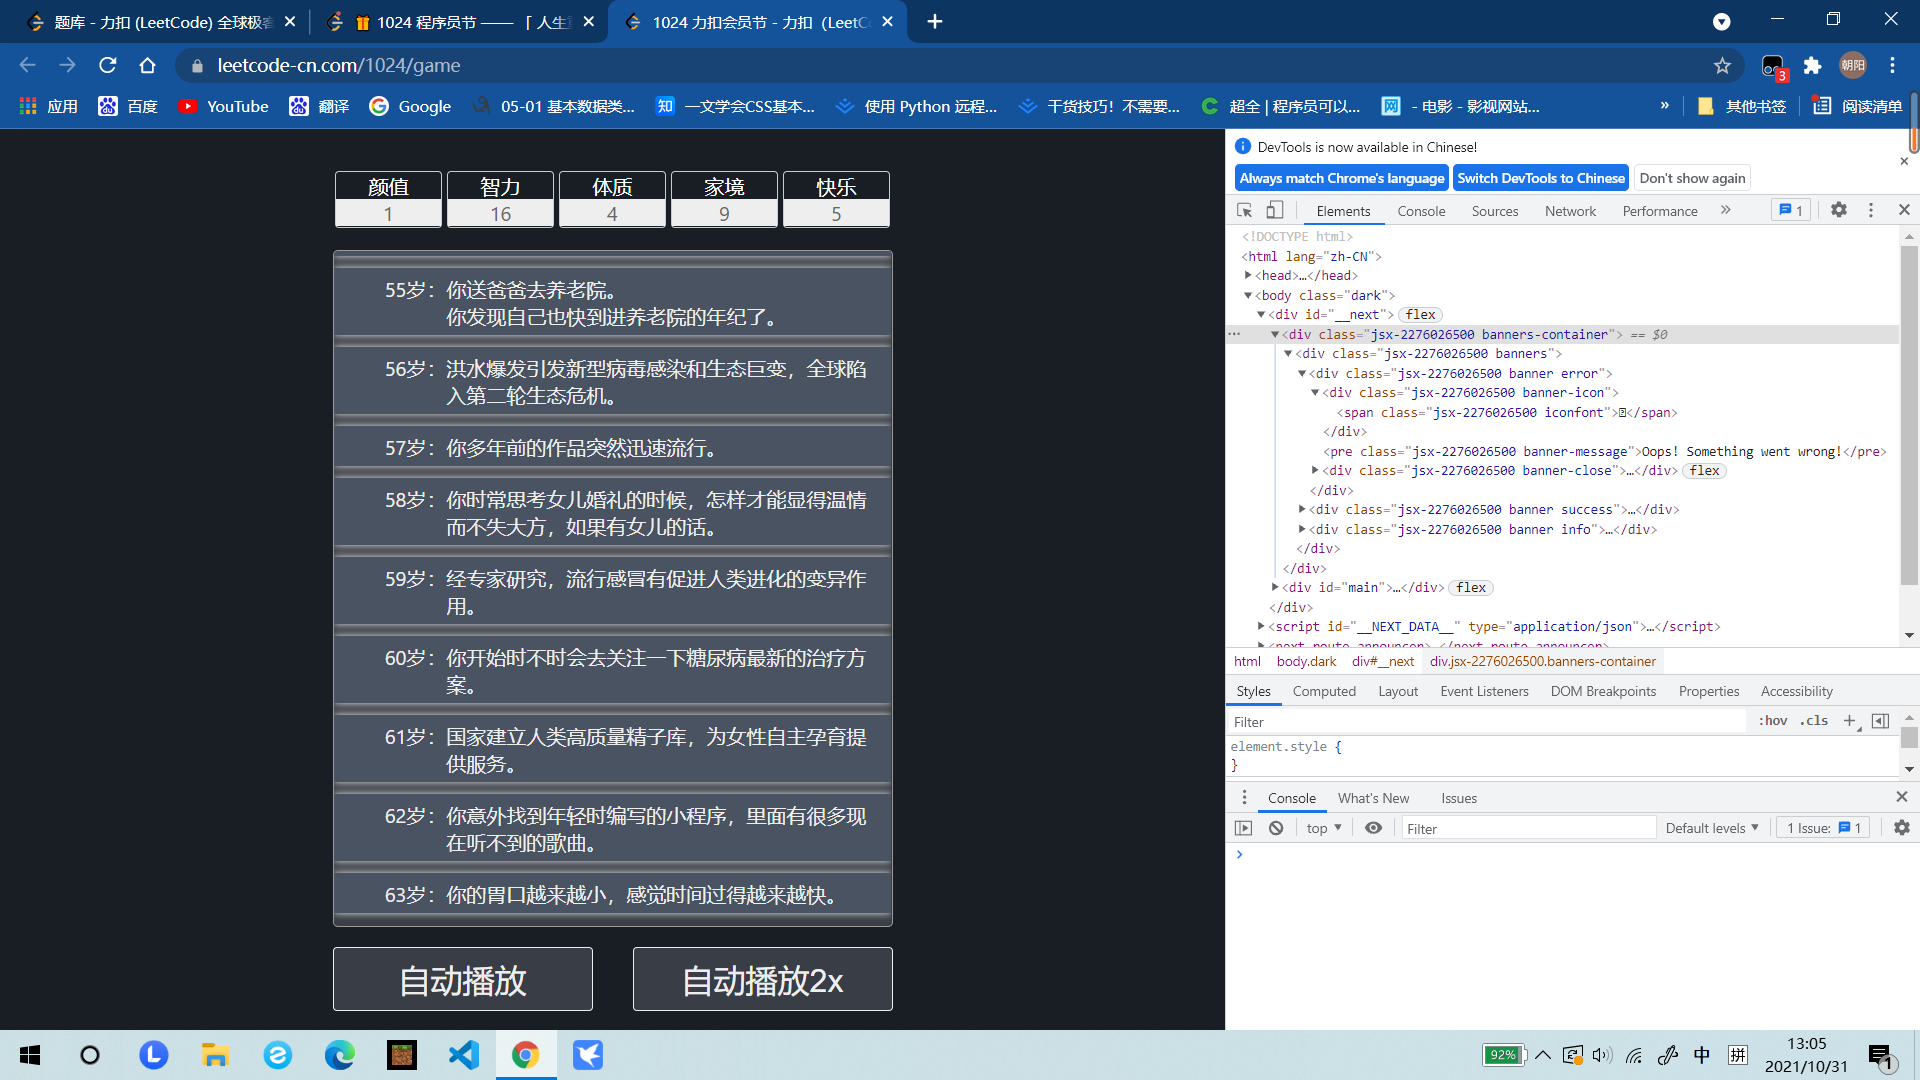 题库 - 力扣 (LeetCode) 全球极客
1024 程序员节 —— 「 人生
1024 力扣会员节 - 力扣（LeetC
leetcode-cn.com/1024/game
3
朝阳
应用
百度
YouTube
翻译
Google
05-01 基本数据类...
知
一文学会CSS基本...
使用 Python 远程...
干货技巧！不需要...
超全 | 程序员可以...
网
- 电影 - 影视网站...
»
其他书签
阅读清单
颜值 智力 体质 家境 快乐
1 16 4 9 5
55岁： 你送爸爸去养老院。
你发现自己也快到进养老院的年纪了。
56岁： 洪水爆发引发新型病毒感染和生态巨变，全球陷
入第二轮生态危机。
57岁： 你多年前的作品突然迅速流行。
58岁： 你时常思考女儿婚礼的时候，怎样才能显得温情
而不失大方，如果有女儿的话。
59岁： 经专家研究，流行感冒有促进人类进化的变异作
用。
60岁： 你开始时不时会去关注一下糖尿病最新的治疗方
案。
61岁： 国家建立人类高质量精子库，为女性自主孕育提
供服务。
62岁： 你意外找到年轻时编写的小程序，里面有很多现
在听不到的歌曲。
63岁： 你的胃口越来越小，感觉时间过得越来越快。
自动播放
自动播放2x
DevTools is now available in Chinese!
Always match Chrome's language
Switch DevTools to Chinese
Don't show again
Elements Console Sources Network Performance » 1
<!DOCTYPE html>
<html lang="zh-CN">
<head>…</head>
<body class="dark">
<div id="__next"> flex
<div class="jsx-2276026500 banners-container"> == $0
<div class="jsx-2276026500 banners">
<div class="jsx-2276026500 banner error">
<div class="jsx-2276026500 banner-icon">
<span class="jsx-2276026500 iconfont"></span>
</div>
<pre class="jsx-2276026500 banner-message">Oops! Something went wrong!</pre>
<div class="jsx-2276026500 banner-close">…</div> flex
</div>
<div class="jsx-2276026500 banner success">…</div>
<div class="jsx-2276026500 banner info">…</div>
</div>
</div>
<div id="main">…</div> flex
</div>
<script id="__NEXT_DATA__" type="application/json">…</script>
<next-route-announcer></next-route-announcer>
html body.dark div#__next div.jsx-2276026500.banners-container
Styles Computed Layout Event Listeners DOM Breakpoints Properties Accessibility
Filter :hov .cls +
element.style {
}
Console What's New Issues
top Filter Default levels 1 Issue: 1
92%
中
拼
13:05
2021/10/31
1